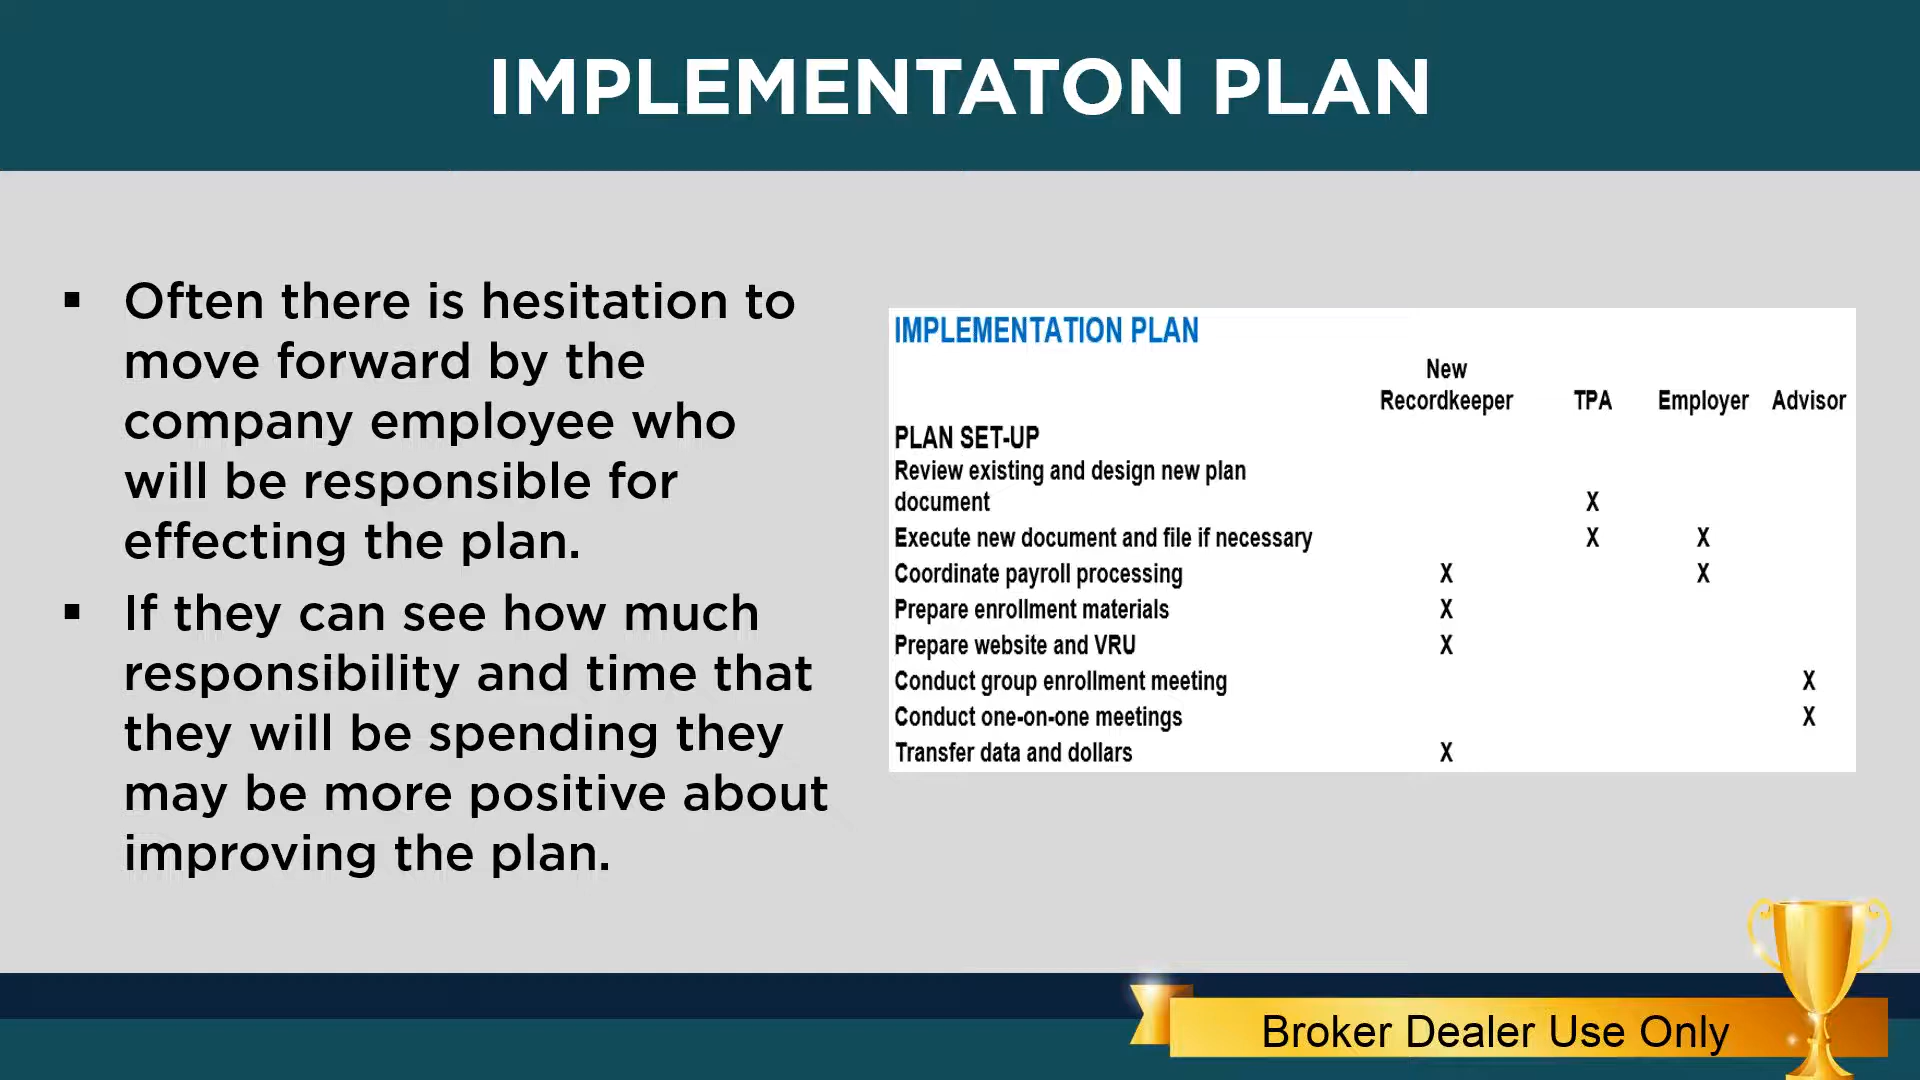 IMPLEMENTATON PLAN
▪ Often there is hesitation to
move forward by the
company employee who
will be responsible for
effecting the plan.
▪ If they can see how much
responsibility and time that
they will be spending they
may be more positive about
improving the plan.
IMPLEMENTATION PLAN
New
Recordkeeper TPA Employer Advisor
PLAN SET-UP
Review existing and design new plan
document X
Execute new document and file if necessary X X
Coordinate payroll processing X X
Prepare enrollment materials X
Prepare website and VRU X
Conduct group enrollment meeting X
Conduct one-on-one meetings X
Transfer data and dollars X
Broker Dealer Use Only